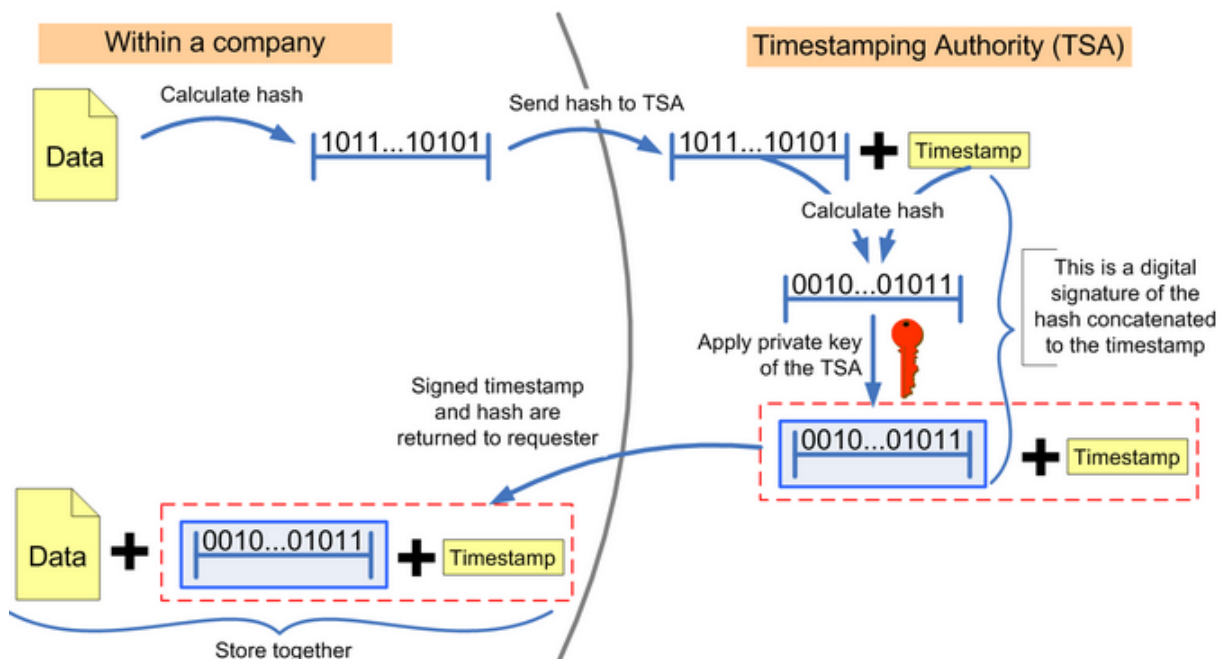 Within a company
Timestamping Authority (TSA)
Calculate hash
Send hash to TSA
Data
1011...10101
1011...10101
Timestamp
Calculate hash
0010...01011
This is a digital
signature of the
hash concatenated
to the timestamp
Apply private key
of the TSA
Signed timestamp
and hash are
returned to requester
0010...01011
Timestamp
Data
0010...01011
Timestamp
Store together